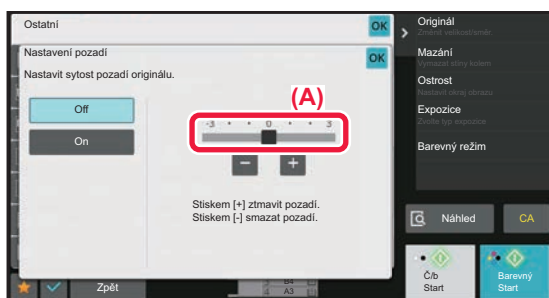 Ostatní
OK
Nastavení pozadí
OK
Nastavit sytost pozadí originálu.
Off
On
(A)
-3 • • 0 • • 3
−
+
Stiskem [+] ztmavit pozadí.
Stiskem [-] smazat pozadí.
Zpět
B4
A3
Originál
Změnit velikost/směr.
Mazání
Vymazat stíny kolem
Ostrost
Nastavit okraj obrazu
Expozice
Zvolte typ expozice
Barevný režim
Náhled
CA
Č/b
Start
Barevný
Start